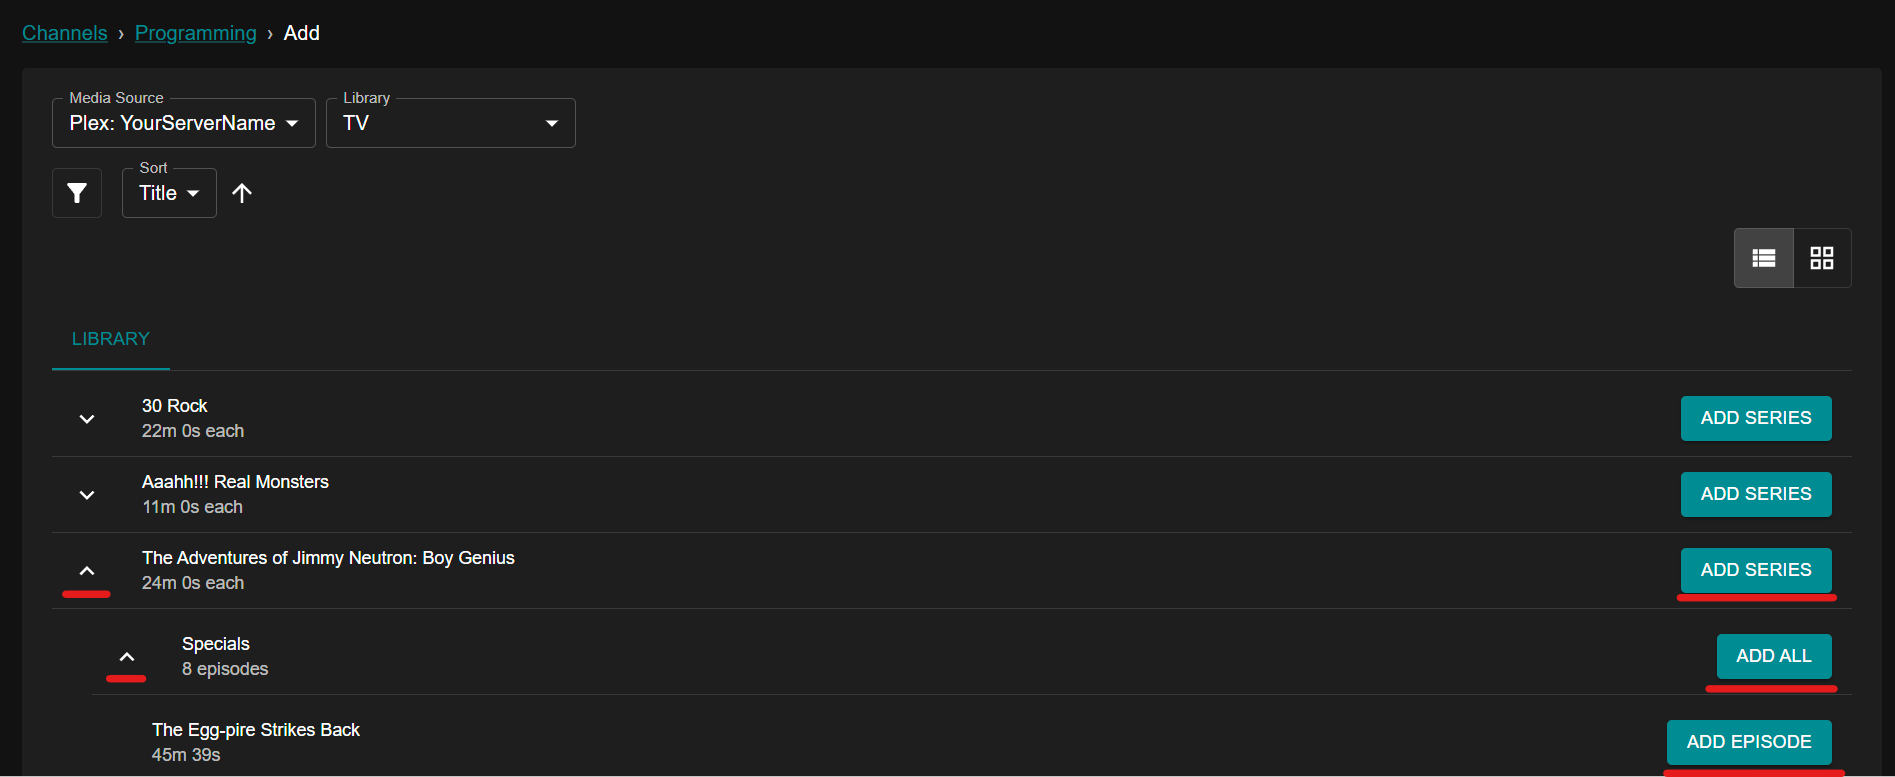 Channels › Programming › Add
Media Source
Plex: YourServerName
Library
TV
Sort
Title
LIBRARY
30 Rock
22m 0s each
ADD SERIES
Aaahh!!! Real Monsters
11m 0s each
ADD SERIES
The Adventures of Jimmy Neutron: Boy Genius
24m 0s each
ADD SERIES
Specials
8 episodes
ADD ALL
The Egg-pire Strikes Back
45m 39s
ADD EPISODE